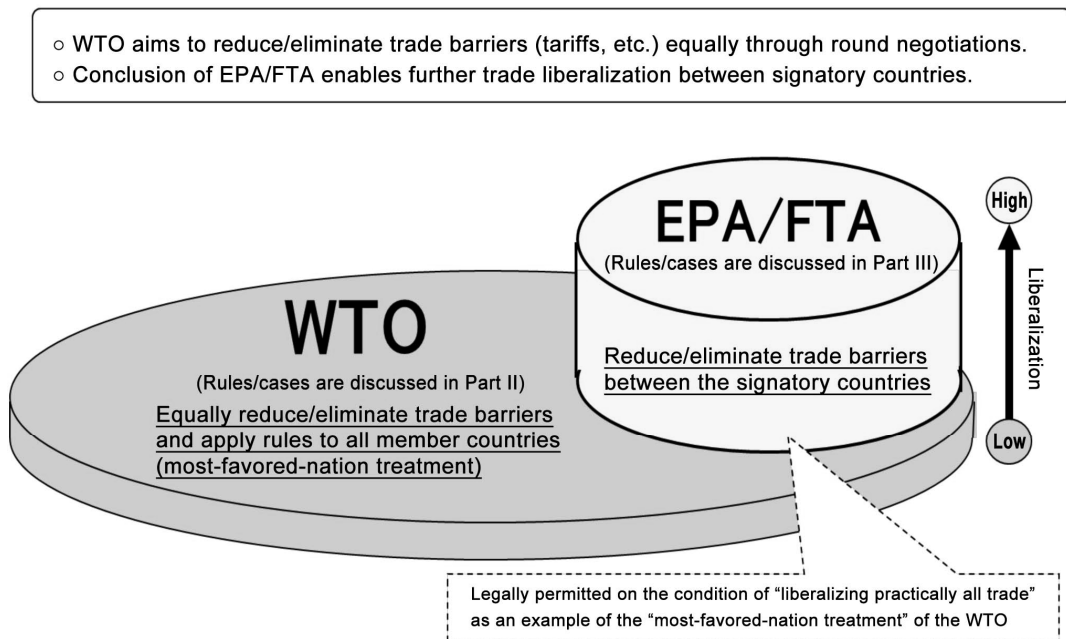 ○ WTO aims to reduce/eliminate trade barriers (tariffs, etc.) equally through round negotiations.
○ Conclusion of EPA/FTA enables further trade liberalization between signatory countries.
EPA/FTA
(Rules/cases are discussed in Part III)
Reduce/eliminate trade barriers
between the signatory countries
High
Liberalization
Low
WTO
(Rules/cases are discussed in Part II)
Equally reduce/eliminate trade barriers
and apply rules to all member countries
(most-favored-nation treatment)
Legally permitted on the condition of “liberalizing practically all trade”
as an example of the “most-favored-nation treatment” of the WTO